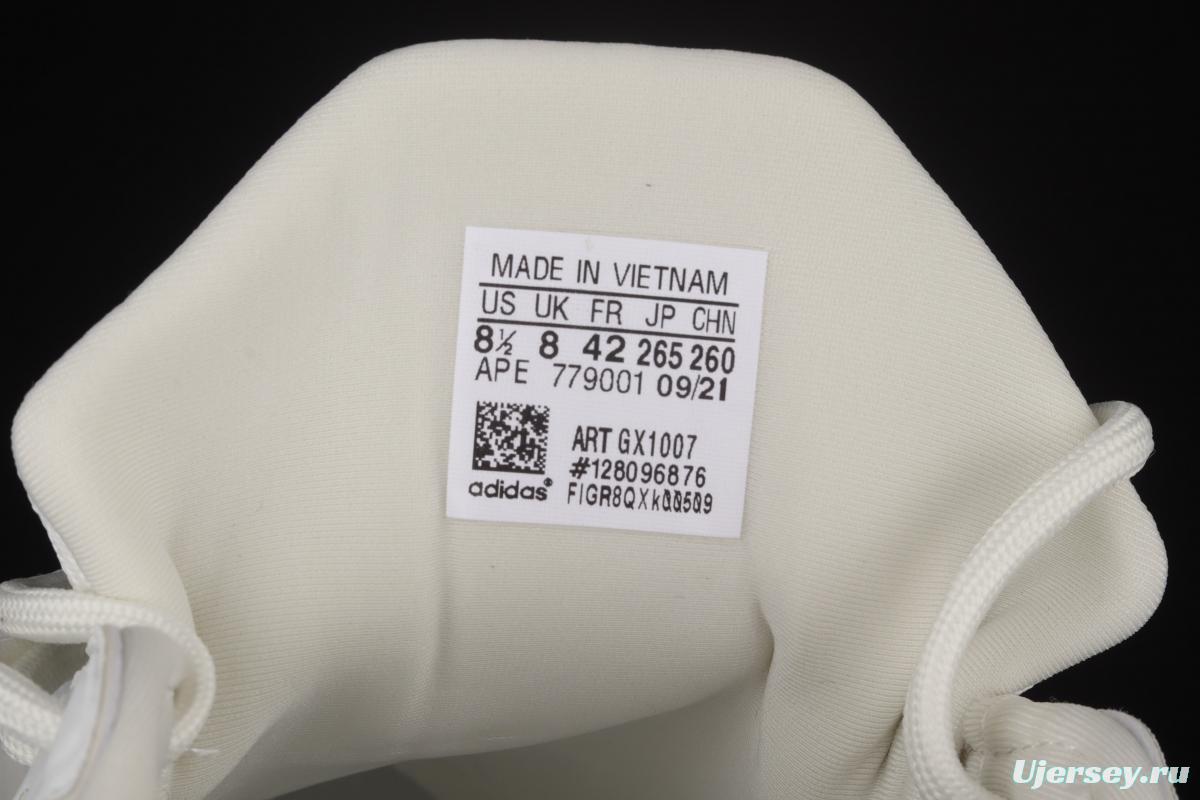 MADE IN VIETNAM
US UK FR JP CHN
8½ 8 42 265 260
APE 779001 09/21
ART GX1007
#128096876
adidas® FIGR8QXk00509
Ujersey.ru